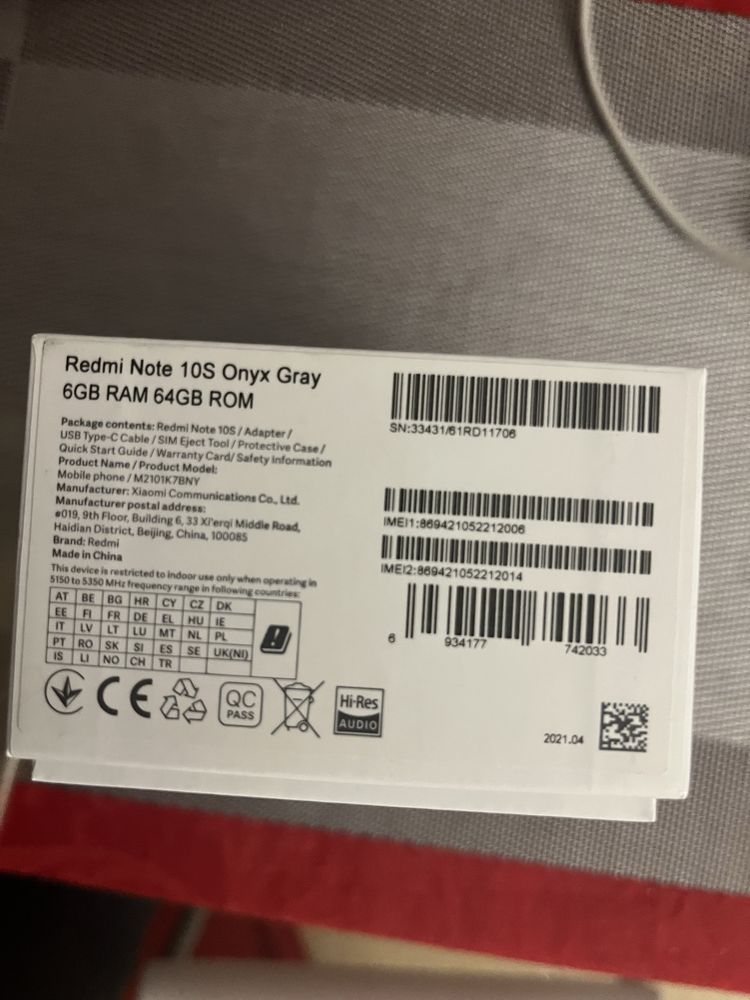 Redmi Note 10S Onyx Gray
6GB RAM 64GB ROM
Package contents: Redmi Note 10S / Adapter /
USB Type-C Cable / SIM Eject Tool / Protective Case /
Quick Start Guide / Warranty Card/ Safety Information
Product Name / Product Model:
Mobile phone / M2101K7BNY
Manufacturer: Xiaomi Communications Co., Ltd.
Manufacturer postal address:
#019, 9th Floor, Building 6, 33 Xi'erqi Middle Road,
Haidian District, Beijing, China, 100085
Brand: Redmi
Made in China
This device is restricted to indoor use only when operating in
5150 to 5350 MHz frequency range in following countries:
AT BE BG HR CY CZ DK
EE FI FR DE EL HU IE
IT LV LT LU MT NL PL
PT RO SK SI ES SE UK(NI)
IS LI NO CH TR
CE
QC
PASS
Hi-Res
AUDIO
SN:33431/61RD11706
IMEI1:869421052212006
IMEI2:869421052212014
6 934177 742033
2021.04